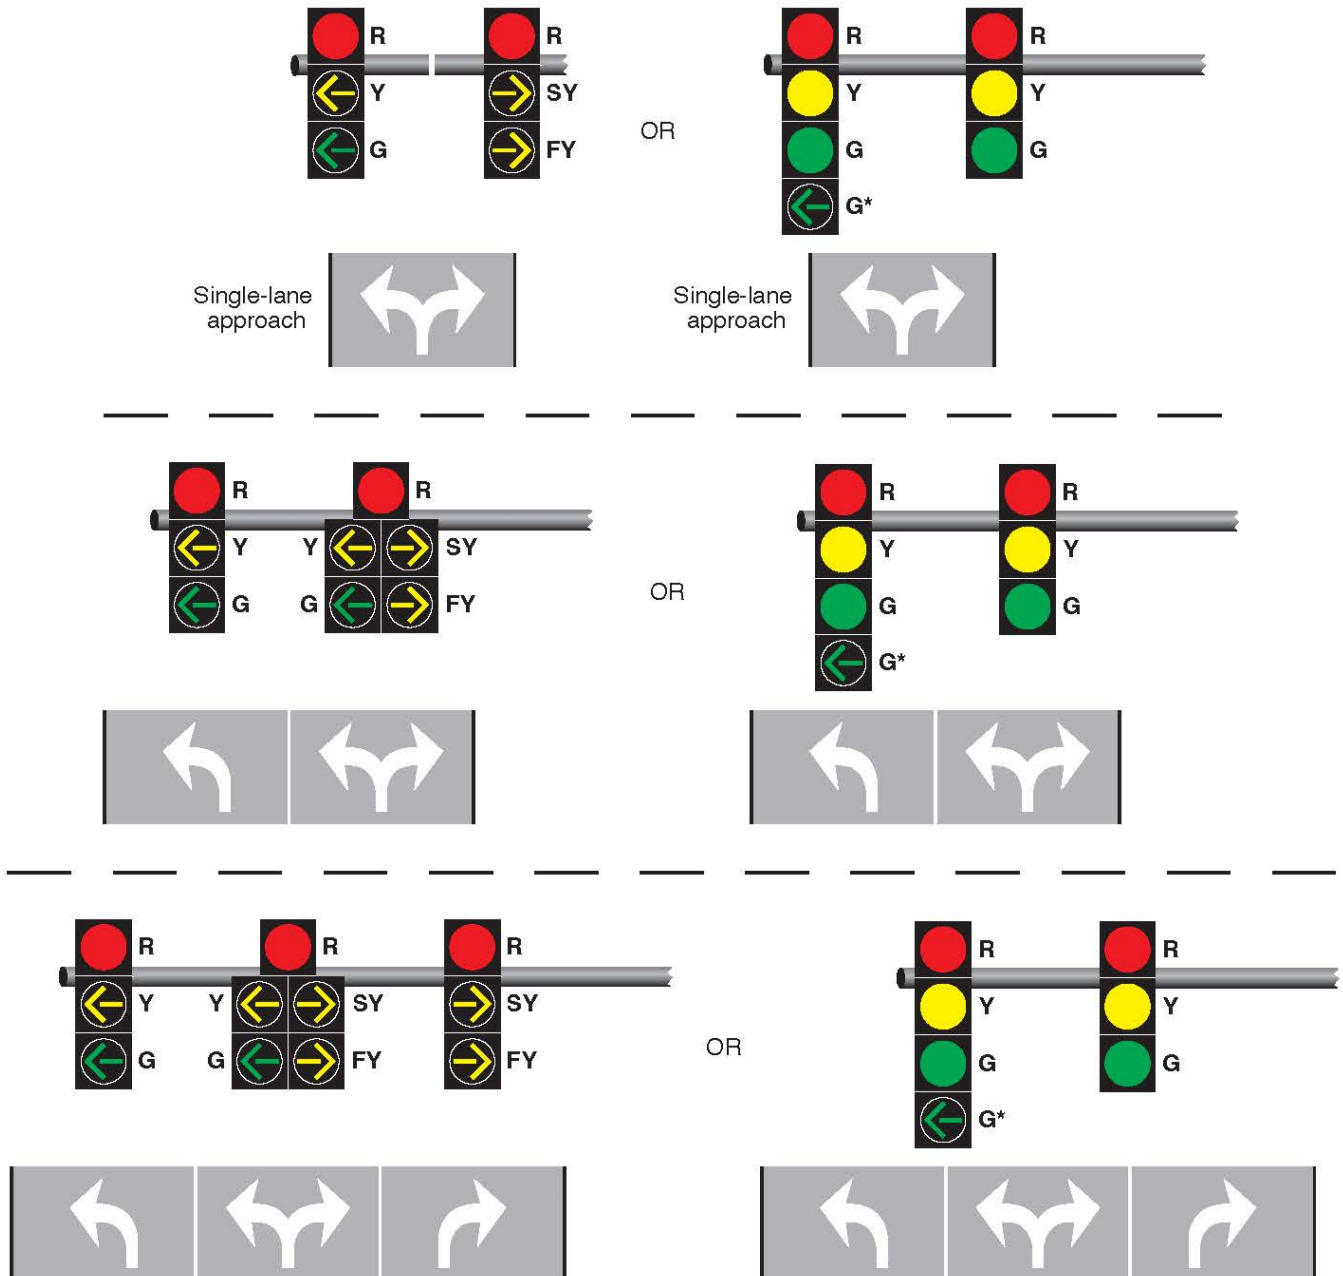 R R R R
Y SY Y Y
OR
G FY G G
G*
Single-lane
approach
Single-lane
approach
R R R R
Y Y SY Y Y
OR
G G FY G G
G*
R R R R R
Y Y SY SY Y Y
OR
G G FY FY G G
G*